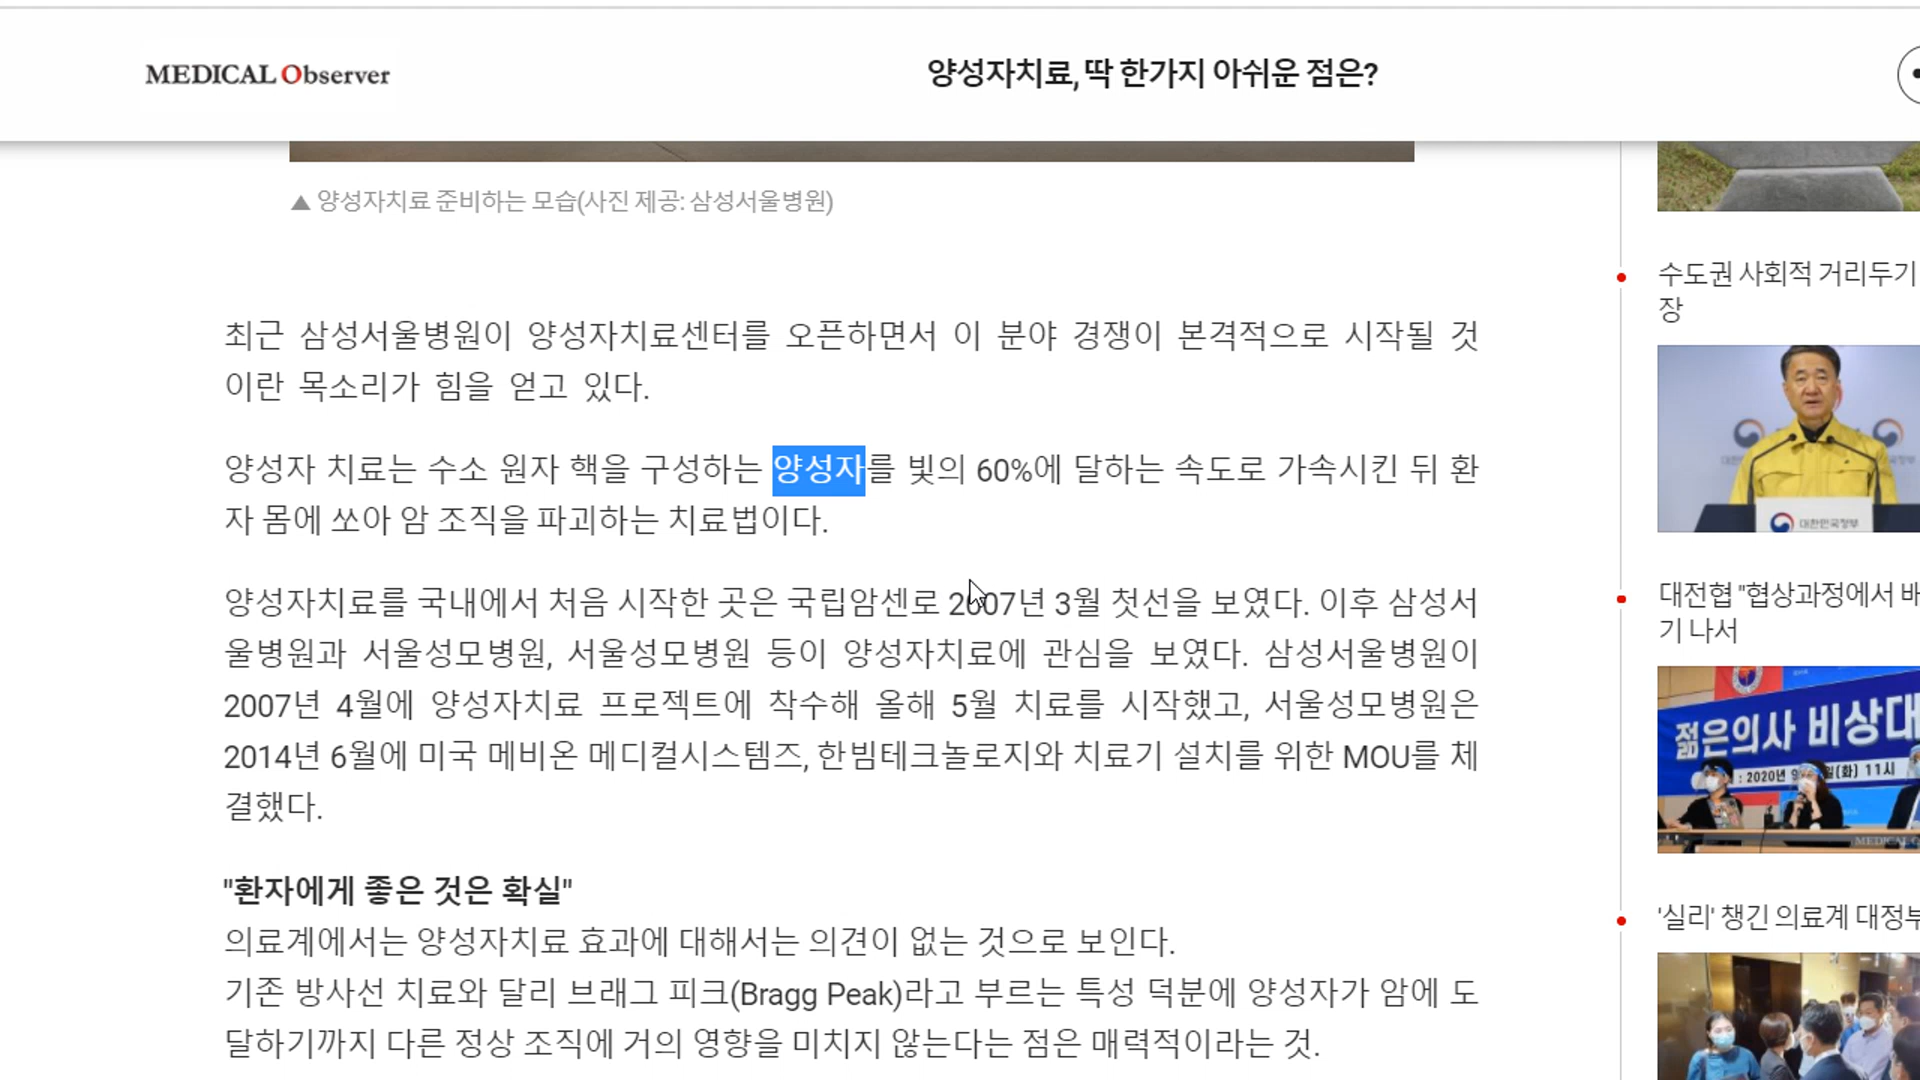 MEDICAL Observer
양성자치료, 딱 한가지 아쉬운 점은?
▲ 양성자치료 준비하는 모습(사진 제공: 삼성서울병원)
최근 삼성서울병원이 양성자치료센터를 오픈하면서 이 분야 경쟁이 본격적으로 시작될 것
이란 목소리가 힘을 얻고 있다.
양성자 치료는 수소 원자 핵을 구성하는 양성자를 빛의 60%에 달하는 속도로 가속시킨 뒤 환
자 몸에 쏘아 암 조직을 파괴하는 치료법이다.
양성자치료를 국내에서 처음 시작한 곳은 국립암센로 2007년 3월 첫선을 보였다. 이후 삼성서
울병원과 서울성모병원, 서울성모병원 등이 양성자치료에 관심을 보였다. 삼성서울병원이
2007년 4월에 양성자치료 프로젝트에 착수해 올해 5월 치료를 시작했고, 서울성모병원은
2014년 6월에 미국 메비온 메디컬시스템즈, 한빔테크놀로지와 치료기 설치를 위한 MOU를 체
결했다.
"환자에게 좋은 것은 확실"
의료계에서는 양성자치료 효과에 대해서는 의견이 없는 것으로 보인다.
기존 방사선 치료와 달리 브래그 피크(Bragg Peak)라고 부르는 특성 덕분에 양성자가 암에 도
달하기까지 다른 정상 조직에 거의 영향을 미치지 않는다는 점은 매력적이라는 것.
수도권 사회적 거리두기
장
대한민국정부
대전협 "협상과정에서 배
기 나서
젊은의사 비상대
: 2020년 9 (화) 11시
MEDICAL O
'실리' 챙긴 의료계 대정부